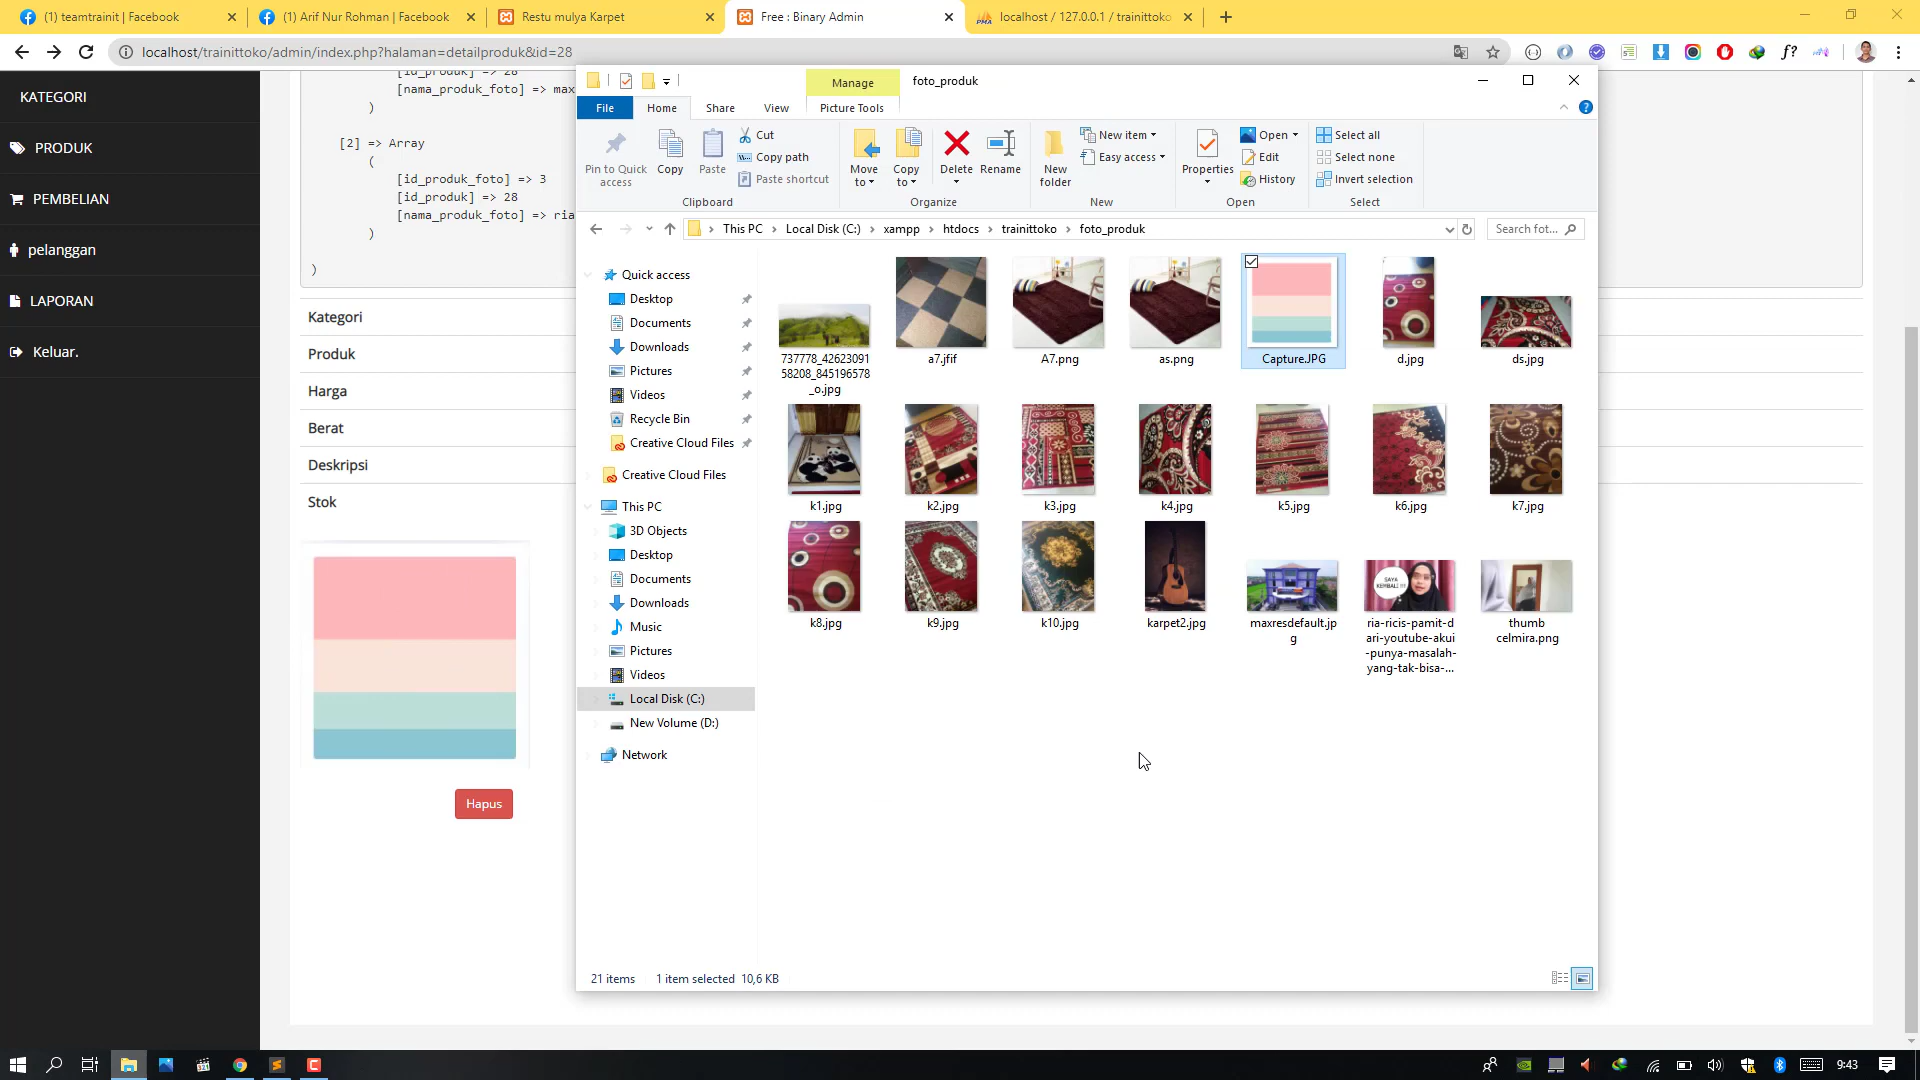 (1) teamtrainit | Facebook
(1) Arif Nur Rohman | Facebook
Restu mulya Karpet
Free : Binary Admin
localhost / 127.0.0.1 / trainittoko
localhost/trainittoko/admin/index.php?halaman=detailproduk&id=28
KATEGORI
PRODUK
PEMBELIAN
pelanggan
LAPORAN
Keluar.
[id_produk] => 28
[nama_produk_foto] => max
)
[2] => Array
(
[id_produk_foto] => 3
[id_produk] => 28
[nama_produk_foto] => ria
)
)
Kategori
Produk
Harga
Berat
Deskripsi
Stok
Hapus
Manage
foto_produk
File
Home
Share
View
Picture Tools
Pin to Quick access
Copy
Paste
Cut
Copy path
Paste shortcut
Clipboard
Move to
Copy to
Delete
Rename
Organize
New folder
New item
Easy access
New
Properties
Open
Edit
History
Open
Select all
Select none
Invert selection
Select
This PC
Local Disk (C:)
xampp
htdocs
trainittoko
foto_produk
Search fot...
Quick access
Desktop
Documents
Downloads
Pictures
Videos
Recycle Bin
Creative Cloud Files
Creative Cloud Files
This PC
3D Objects
Desktop
Documents
Downloads
Music
Pictures
Videos
Local Disk (C:)
New Volume (D:)
Network
737778_42623091
58208_845196578
_o.jpg
a7.jfif
A7.png
as.png
Capture.JPG
d.jpg
ds.jpg
k1.jpg
k2.jpg
k3.jpg
k4.jpg
k5.jpg
k6.jpg
k7.jpg
k8.jpg
k9.jpg
k10.jpg
karpet2.jpg
maxresdefault.jp
g
SAYA
KEMBALI !!!
ria-ricis-pamit-d
ari-youtube-akui
-punya-masalah-
yang-tak-bisa-...
thumb
celmira.png
21 items
1 item selected 10,6 KB
9:43